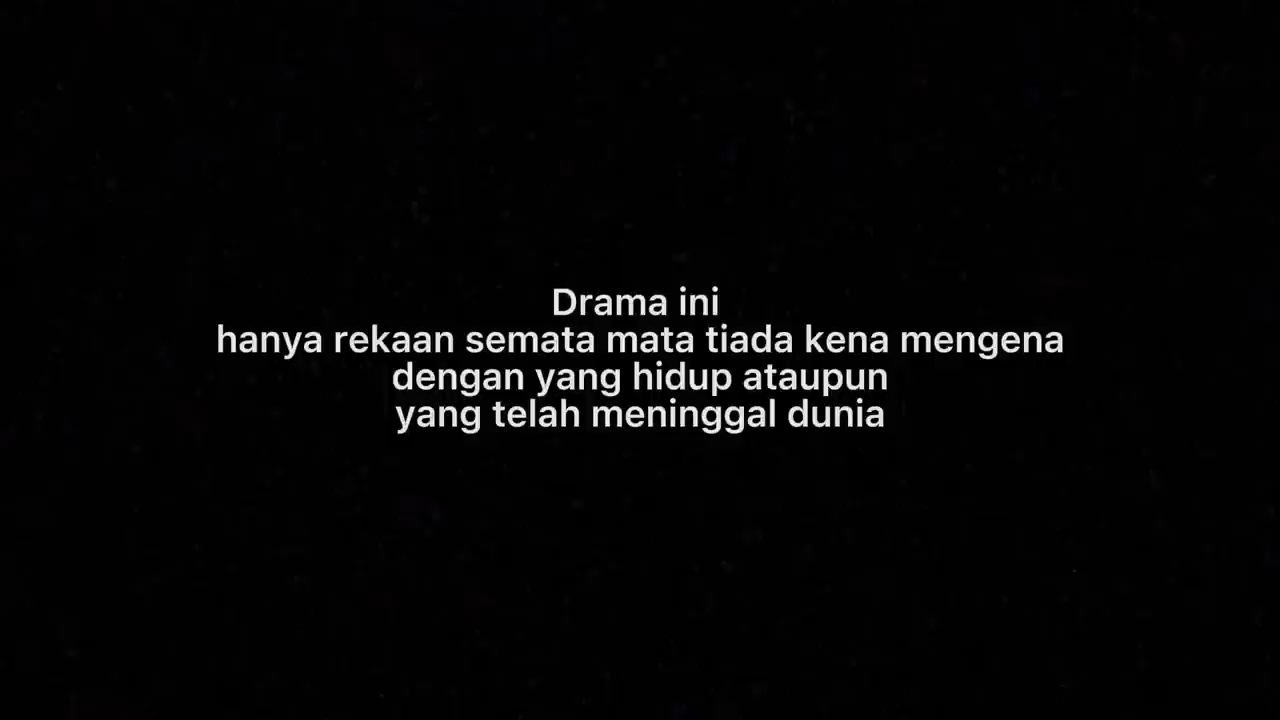 Drama ini
hanya rekaan semata mata tiada kena mengena
dengan yang hidup ataupun
yang telah meninggal dunia